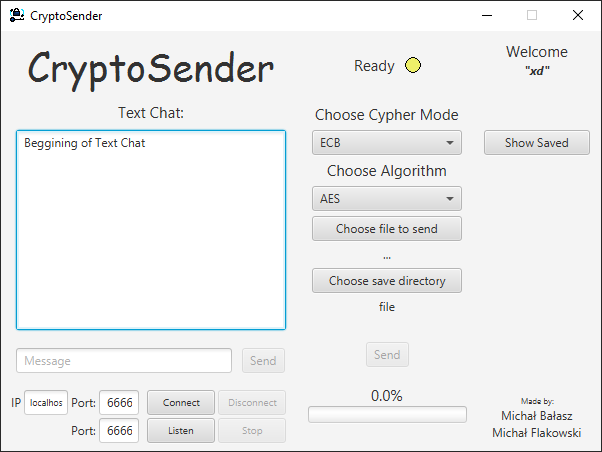 CryptoSender
CryptoSender
Ready
Welcome
"xd"
Text Chat:
Beggining of Text Chat
Choose Cypher Mode
ECB
Show Saved
Choose Algorithm
AES
Choose file to send
...
Choose save directory
file
Message
Send
Send
IP localhos Port: 6666 Connect Disconnect
Port: 6666 Listen Stop
0.0%
Made by:
Michał Bałasz
Michał Flakowski